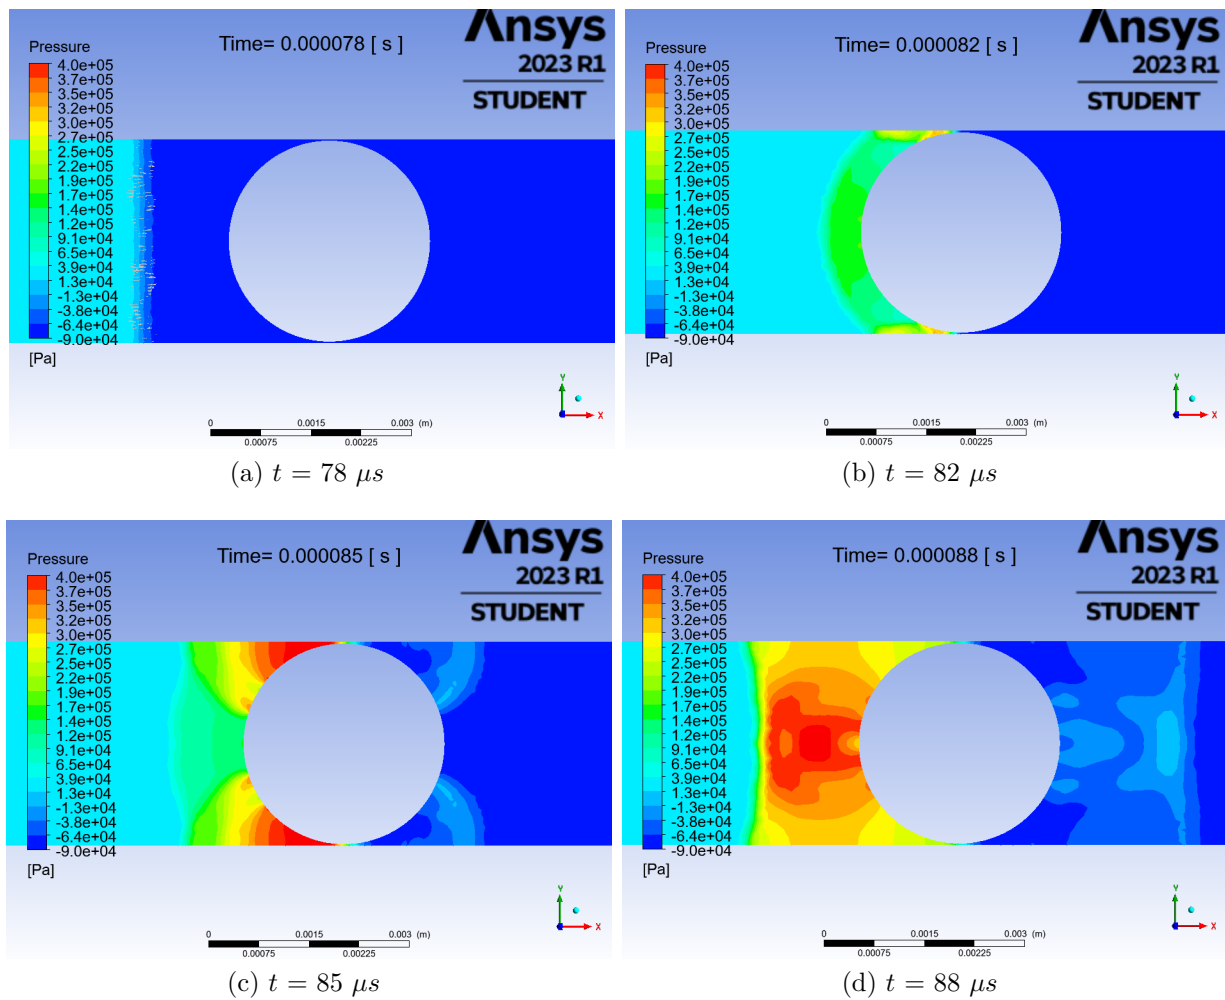 Ansys
2023 R1
STUDENT
Time= 0.000078 [ s ]
Pressure
4.0e+05
3.7e+05
3.5e+05
3.2e+05
3.0e+05
2.7e+05
2.5e+05
2.2e+05
1.9e+05
1.7e+05
1.4e+05
1.2e+05
9.1e+04
6.5e+04
3.9e+04
1.3e+04
-1.3e+04
-3.8e+04
-6.4e+04
-9.0e+04
[Pa]
Y
X
0 0.0015 0.003 (m)
0.00075 0.00225
(a) t = 78 μs
Ansys
2023 R1
STUDENT
Time= 0.000082 [ s ]
Pressure
4.0e+05
3.7e+05
3.5e+05
3.2e+05
3.0e+05
2.7e+05
2.5e+05
2.2e+05
1.9e+05
1.7e+05
1.4e+05
1.2e+05
9.1e+04
6.5e+04
3.9e+04
1.3e+04
-1.3e+04
-3.8e+04
-6.4e+04
-9.0e+04
[Pa]
Y
X
0 0.0015 0.003 (m)
0.00075 0.00225
(b) t = 82 μs
Ansys
2023 R1
STUDENT
Time= 0.000085 [ s ]
Pressure
4.0e+05
3.7e+05
3.5e+05
3.2e+05
3.0e+05
2.7e+05
2.5e+05
2.2e+05
1.9e+05
1.7e+05
1.4e+05
1.2e+05
9.1e+04
6.5e+04
3.9e+04
1.3e+04
-1.3e+04
-3.8e+04
-6.4e+04
-9.0e+04
[Pa]
Y
X
0 0.0015 0.003 (m)
0.00075 0.00225
(c) t = 85 μs
Ansys
2023 R1
STUDENT
Time= 0.000088 [ s ]
Pressure
4.0e+05
3.7e+05
3.5e+05
3.2e+05
3.0e+05
2.7e+05
2.5e+05
2.2e+05
1.9e+05
1.7e+05
1.4e+05
1.2e+05
9.1e+04
6.5e+04
3.9e+04
1.3e+04
-1.3e+04
-3.8e+04
-6.4e+04
-9.0e+04
[Pa]
Y
X
0 0.0015 0.003 (m)
0.00075 0.00225
(d) t = 88 μs